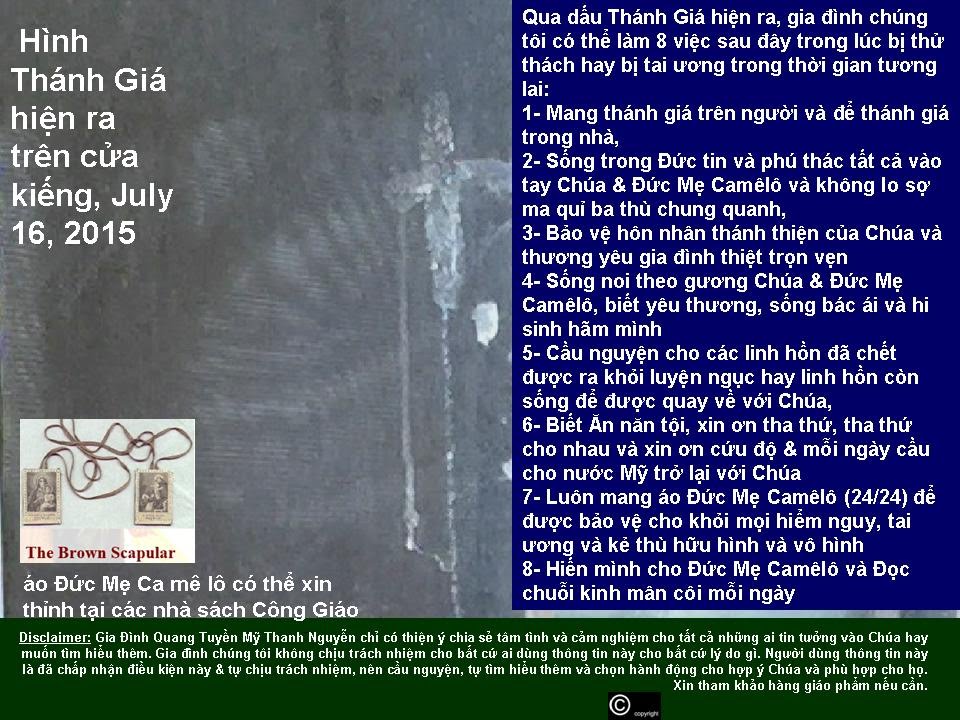 Hình
Thánh Giá
hiện ra
trên cửa
kiếng, July
16, 2015
Qua dấu Thánh Giá hiện ra, gia đình chúng
tôi có thể làm 8 việc sau đây trong lúc bị thử
thách hay bị tai ương trong thời gian tương
lai:
1- Mang thánh giá trên người và để thánh giá
trong nhà,
2- Sống trong Đức tin và phú thác tất cả vào
tay Chúa & Đức Mẹ Camêlô và không lo sợ
ma quỉ ba thù chung quanh,
3- Bảo vệ hôn nhân thánh thiện của Chúa và
thương yêu gia đình thiệt trọn vẹn
4- Sống noi theo gương Chúa & Đức Mẹ
Camêlô, biết yêu thương, sống bác ái và hi
sinh hãm mình
5- Cầu nguyện cho các linh hồn đã chết
được ra khỏi luyện ngục hay linh hồn còn
sống để được quay về với Chúa,
6- Biết Ăn năn tội, xin ơn tha thứ, tha thứ
cho nhau và xin ơn cứu độ & mỗi ngày cầu
cho nước Mỹ trở lại với Chúa
7- Luôn mang áo Đức Mẹ Camêlô (24/24) để
được bảo vệ cho khỏi mọi hiểm nguy, tai
ương và kẻ thù hữu hình và vô hình
8- Hiến mình cho Đức Mẹ Camêlô và Đọc
chuỗi kinh mân côi mỗi ngày
The Brown Scapular
áo Đức Mẹ Ca mê lô có thể xin
thỉnh tại các nhà sách Công Giáo
Disclaimer: Gia Đình Quang Tuyền Mỹ Thanh Nguyễn chỉ có thiện ý chia sẻ tâm tình và cảm nghiệm cho tất cả những ai tin tưởng vào Chúa hay
muốn tìm hiểu thêm. Gia đình chúng tôi không chịu trách nhiệm cho bất cứ ai dùng thông tin này cho bất cứ lý do gì. Người dùng thông tin này
là đã chấp nhận điều kiện này & tự chịu trách nhiệm, nên cầu nguyện, tự tìm hiểu thêm và chọn hành động cho hợp ý Chúa và phù hợp cho họ.
Xin tham khảo hàng giáo phẩm nếu cần.
© copyright